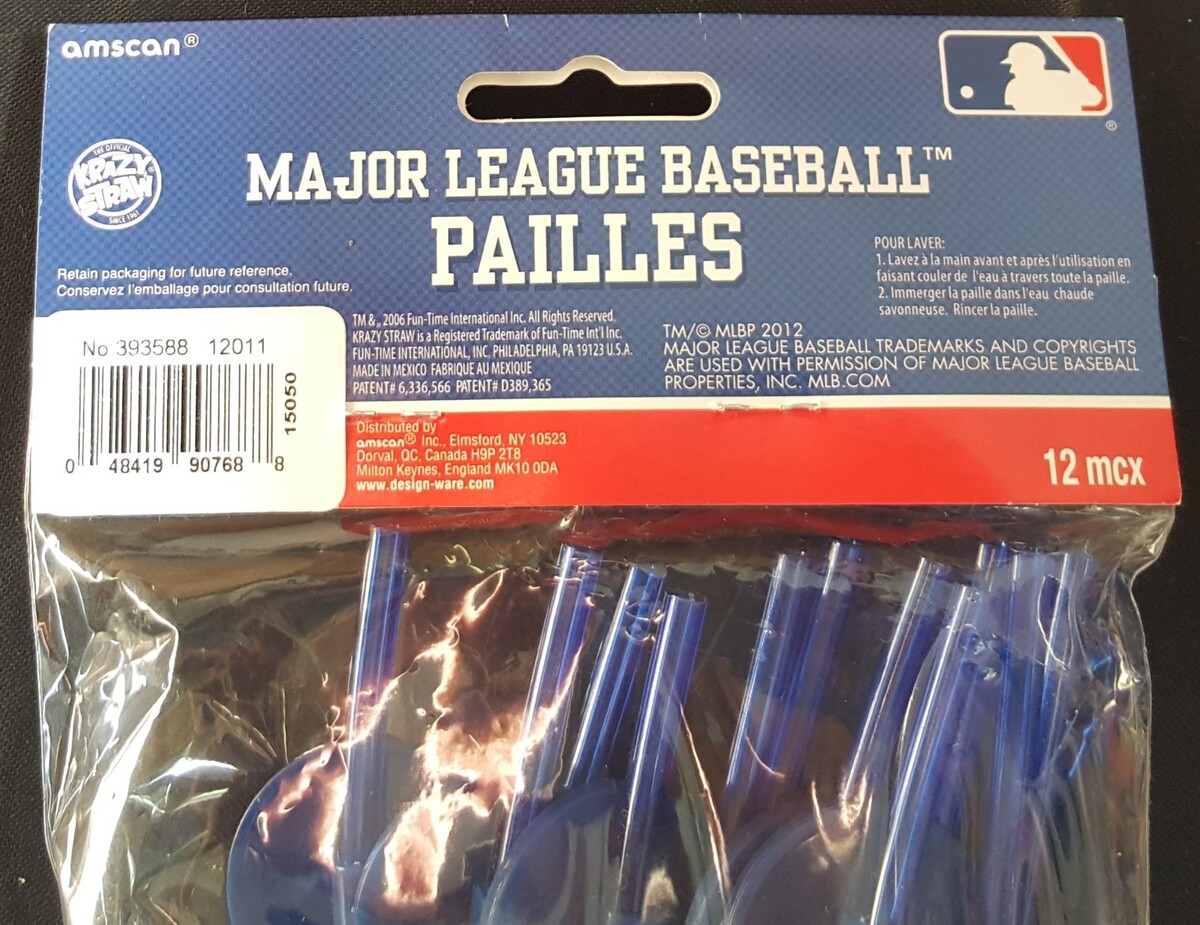 amscan®
THE OFFICIAL
KRAZY
STRAW
SINCE 1961
®
MAJOR LEAGUE BASEBALL™
PAILLES
Retain packaging for future reference.
Conservez l'emballage pour consultation future.
POUR LAVER:
1. Lavez à la main avant et après l'utilisation en
faisant couler de l'eau à travers toute la paille.
2. Immerger la paille dans l'eau chaude
savonneuse. Rincer la paille.
No 393588 12011
15050
0 48419 90768 8
TM &,, 2006 Fun-Time International Inc. All Rights Reserved.
KRAZY STRAW is a Registered Trademark of Fun-Time Int'l Inc.
FUN-TIME INTERNATIONAL, INC. PHILADELPHIA, PA 19123 U.S.A.
MADE IN MEXICO FABRIQUE AU MEXIQUE
PATENT# 6,336,566 PATENT# D389,365
TM/© MLBP 2012
MAJOR LEAGUE BASEBALL TRADEMARKS AND COPYRIGHTS
ARE USED WITH PERMISSION OF MAJOR LEAGUE BASEBALL
PROPERTIES, INC. MLB.COM
Distributed by
amscan® Inc., Elmsford, NY 10523
Dorval, QC, Canada H9P 2T8
Milton Keynes, England MK10 0DA
www.design-ware.com
12 mcx